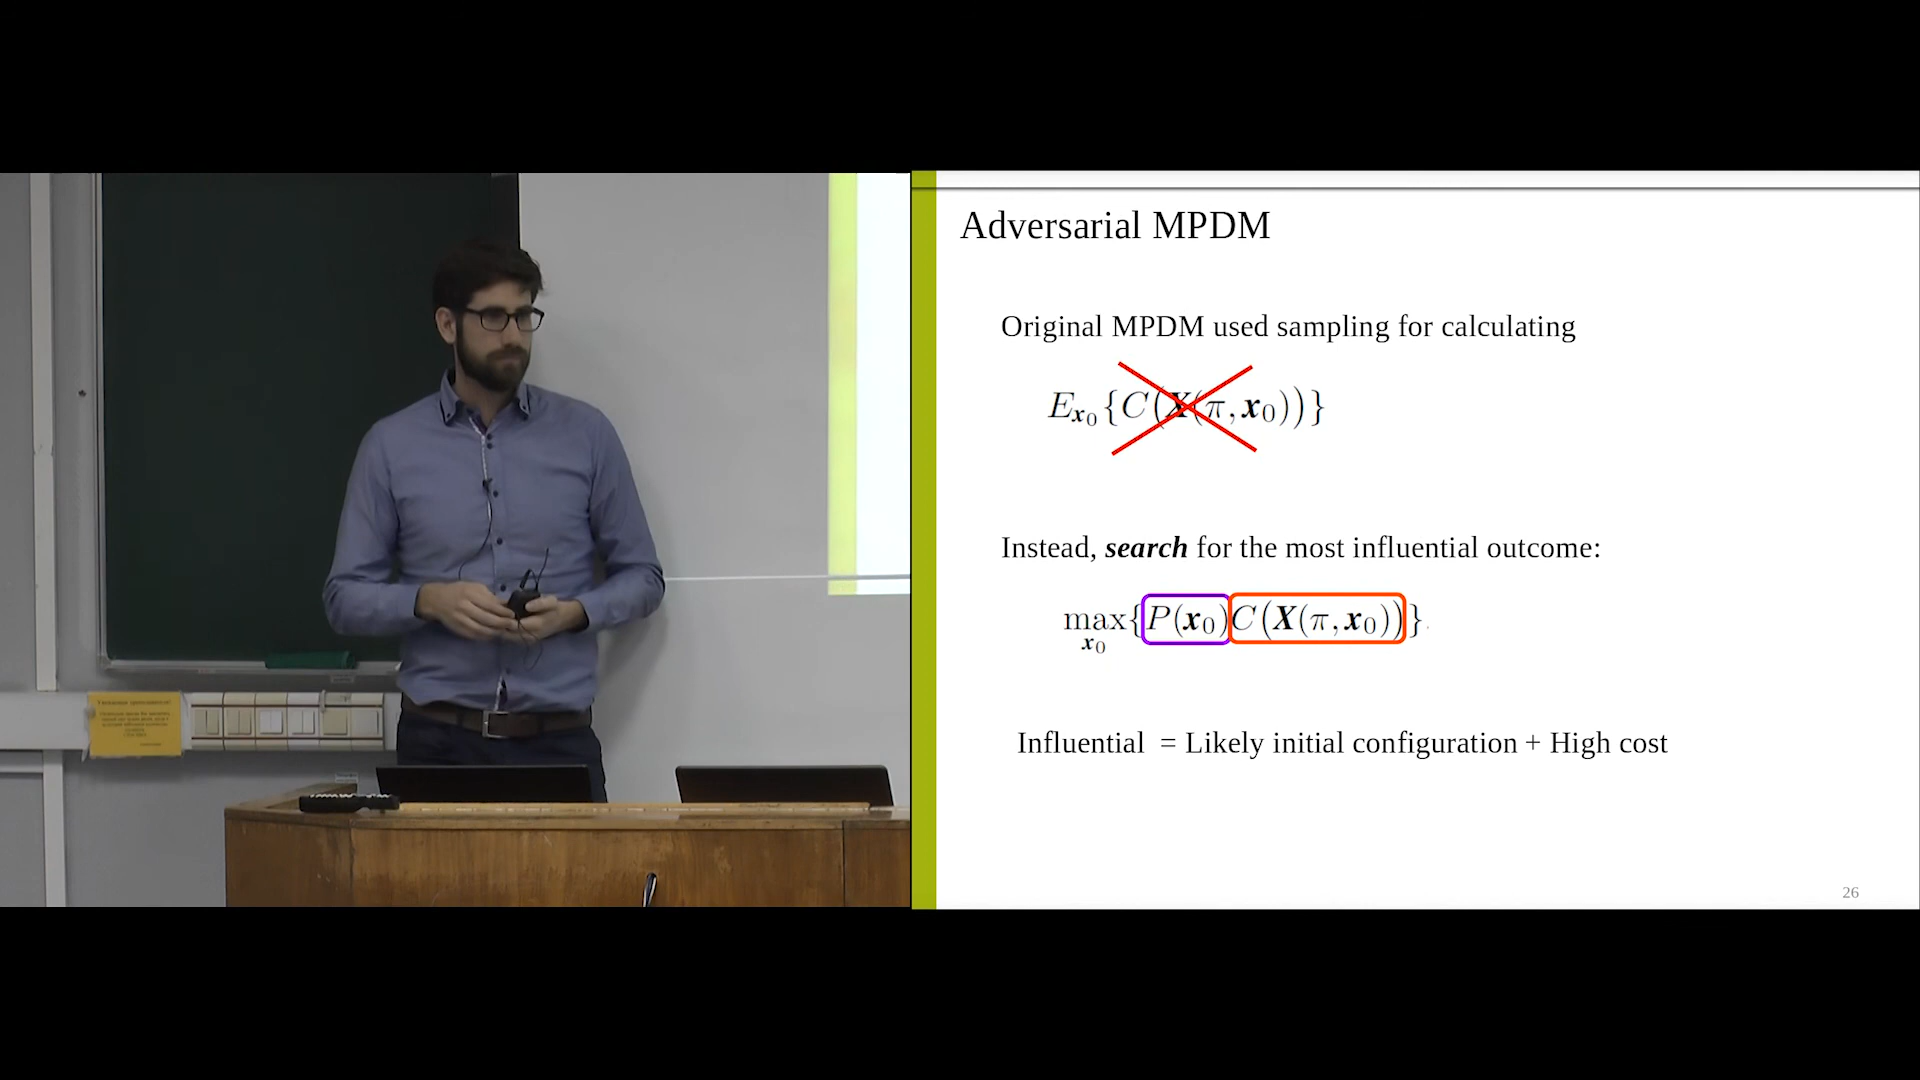 Adversarial MPDM
Original MPDM used sampling for calculating
E_{x_0}{C(X(π, x_0))}
Instead, search for the most influential outcome:
max_{x_0}{P(x_0)C(X(π, x_0))}
Influential = Likely initial configuration + High cost
26